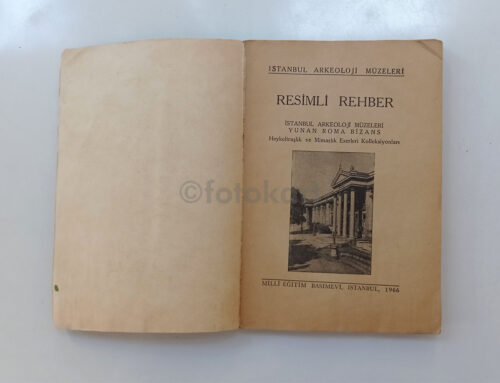 İSTANBUL ARKEOLOJİ MÜZELERİ
RESİMLİ REHBER
İSTANBUL ARKEOLOJİ MÜZELERİ
YUNAN ROMA BİZANS
Heykeltraşlık ve Mimarlık Eserleri Kolleksiyonları
MİLLİ EĞİTİM BASIMEVİ, İSTANBUL, 1966